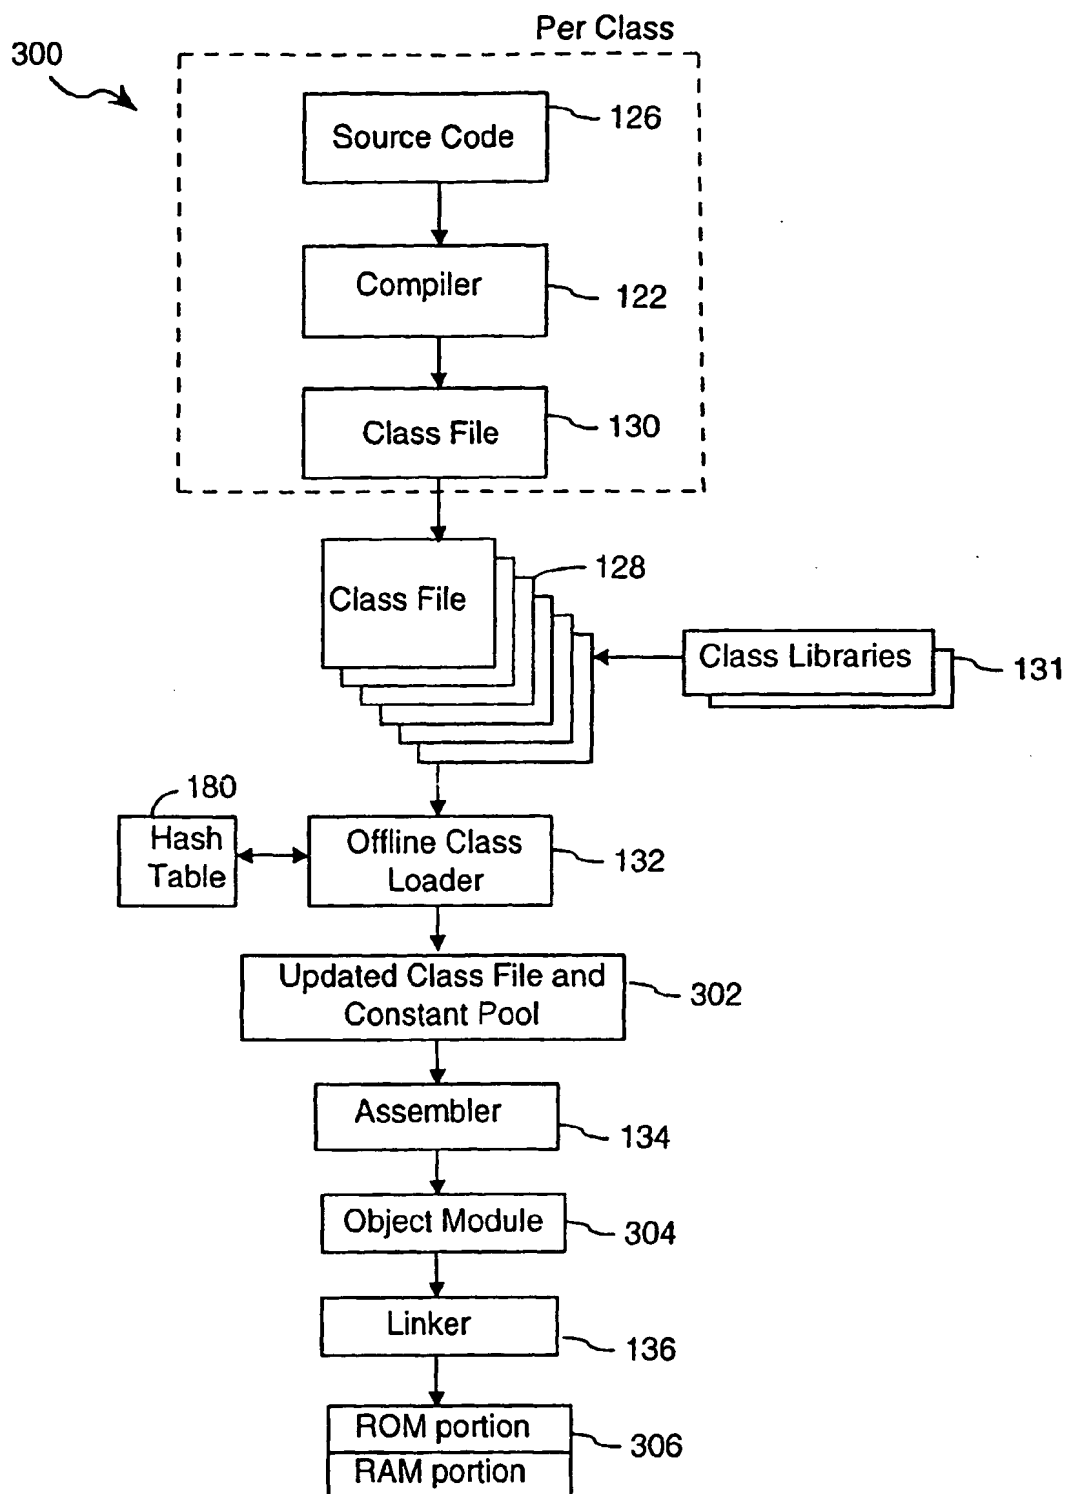 Per Class
300
Source Code
126
Compiler
122
Class File
130
Class File
128
Class Libraries
131
180
Hash
Table
Offline Class
Loader
132
Updated Class File and
Constant Pool
302
Assembler
134
Object Module
304
Linker
136
ROM portion
306
RAM portion